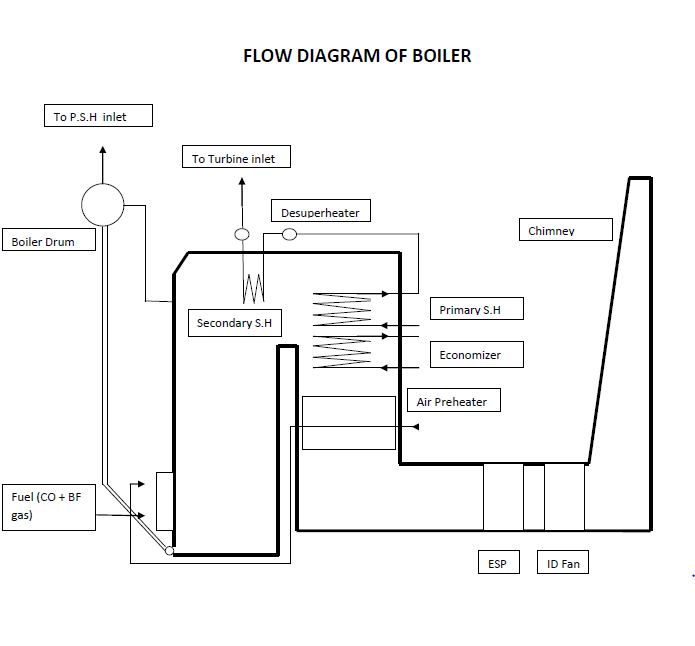 FLOW DIAGRAM OF BOILER
To P.S.H inlet
To Turbine inlet
Desuperheater
Chimney
Boiler Drum
Primary S.H
Secondary S.H
Economizer
Air Preheater
Fuel (CO + BF
gas)
ESP
ID Fan